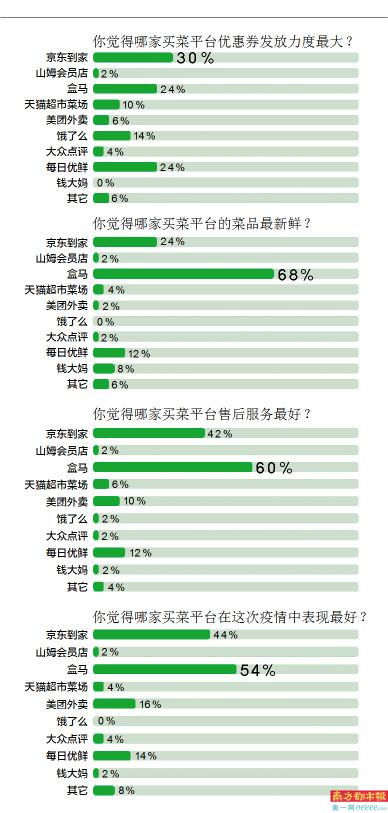 你觉得哪家买菜平台优惠券发放力度最大？
京东到家 30%
山姆会员店 2%
盒马 24%
天猫超市菜场 10%
美团外卖 6%
饿了么 14%
大众点评 4%
每日优鲜 24%
钱大妈 0%
其它 6%
你觉得哪家买菜平台的菜品最新鲜？
京东到家 24%
山姆会员店 2%
盒马 68%
天猫超市菜场 4%
美团外卖 2%
饿了么 0%
大众点评 2%
每日优鲜 12%
钱大妈 8%
其它 6%
你觉得哪家买菜平台售后服务最好？
京东到家 42%
山姆会员店 2%
盒马 60%
天猫超市菜场 6%
美团外卖 10%
饿了么 2%
大众点评 2%
每日优鲜 12%
钱大妈 2%
其它 4%
你觉得哪家买菜平台在这次疫情中表现最好？
京东到家 44%
山姆会员店 2%
盒马 54%
天猫超市菜场 4%
美团外卖 16%
饿了么 0%
大众点评 4%
每日优鲜 14%
钱大妈 2%
其它 8%
南方都市报
奥一网oeeee.com